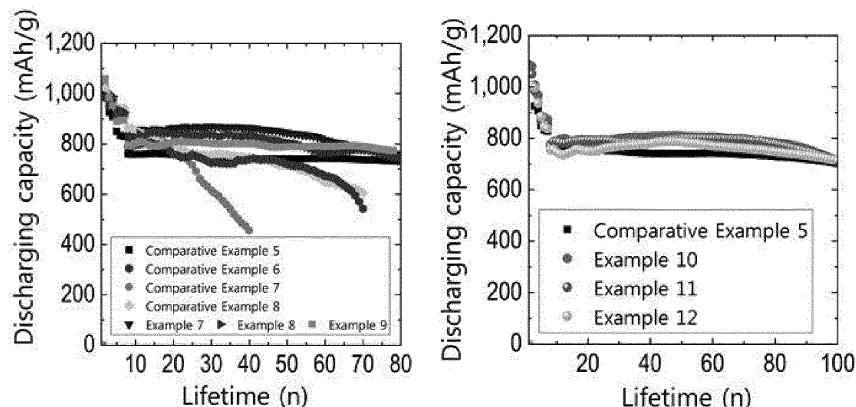 Discharging capacity (mAh/g)
1,200
1,000
800
600
400
200
0
Comparative Example 5
Comparative Example 6
Comparative Example 7
Comparative Example 8
Example 7 Example 8 Example 9
10 20 30 40 50 60 70 80
Lifetime (n)
Discharging capacity (mAh/g)
1,200
1,000
800
600
400
200
0
Comparative Example 5
Example 10
Example 11
Example 12
20 40 60 80 100
Lifetime (n)